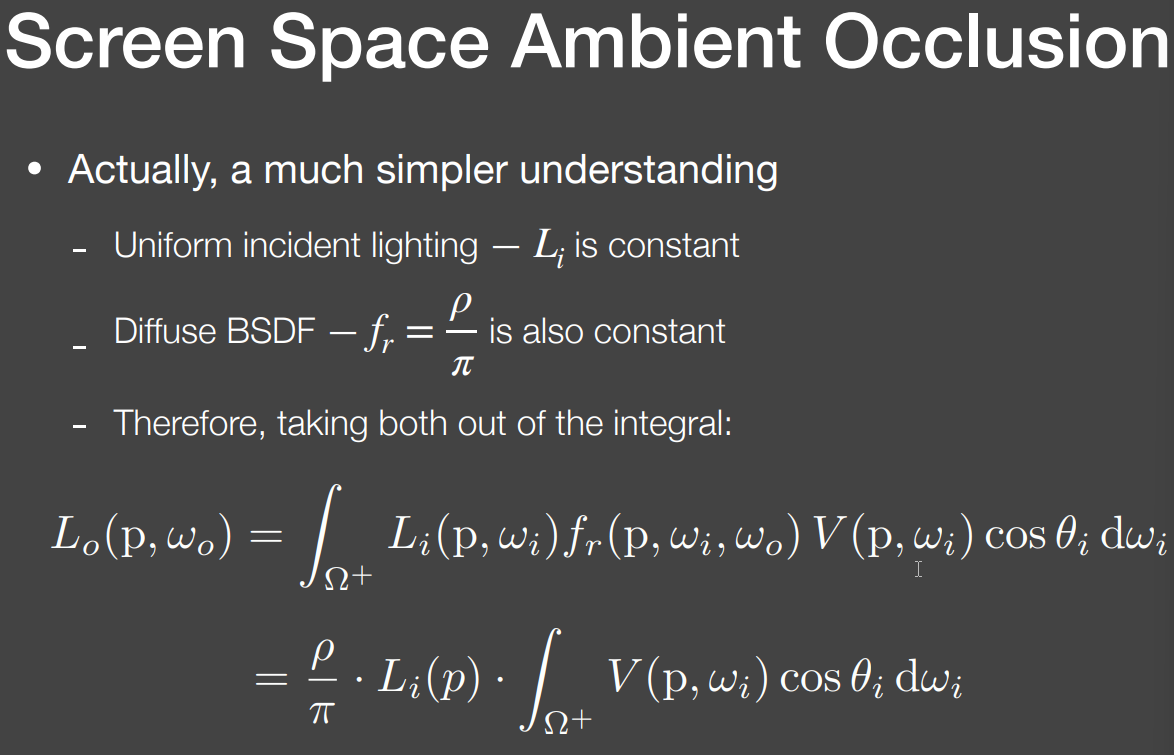 Screen Space Ambient Occlusion
• Actually, a much simpler understanding
- Uniform incident lighting – $L_i$ is constant
- Diffuse BSDF – $f_r = \frac{\rho}{\pi}$ is also constant
- Therefore, taking both out of the integral:
$L_o(\mathrm{p}, \omega_o) = \int_{\Omega^+} L_i(\mathrm{p}, \omega_i) f_r(\mathrm{p}, \omega_i, \omega_o) V(\mathrm{p}, \omega_i) \cos\theta_i \, \mathrm{d}\omega_i$
$= \frac{\rho}{\pi} \cdot L_i(p) \cdot \int_{\Omega^+} V(\mathrm{p}, \omega_i) \cos\theta_i \, \mathrm{d}\omega_i$